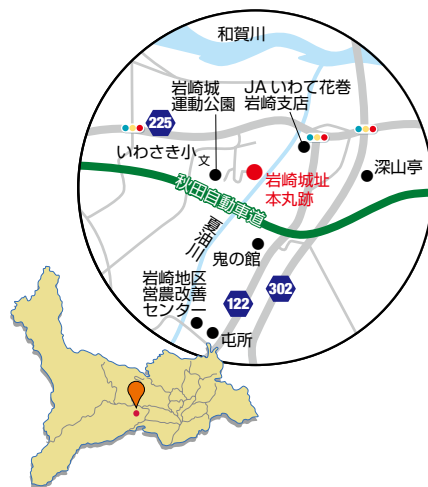 和賀川
岩崎城
運動公園
JAいわて花巻
岩崎支店
225
いわさき小
文
深山亭
岩崎城址
本丸跡
秋田自動車道
夏油川
鬼の館
岩崎地区
営農改善
センター
122
302
屯所